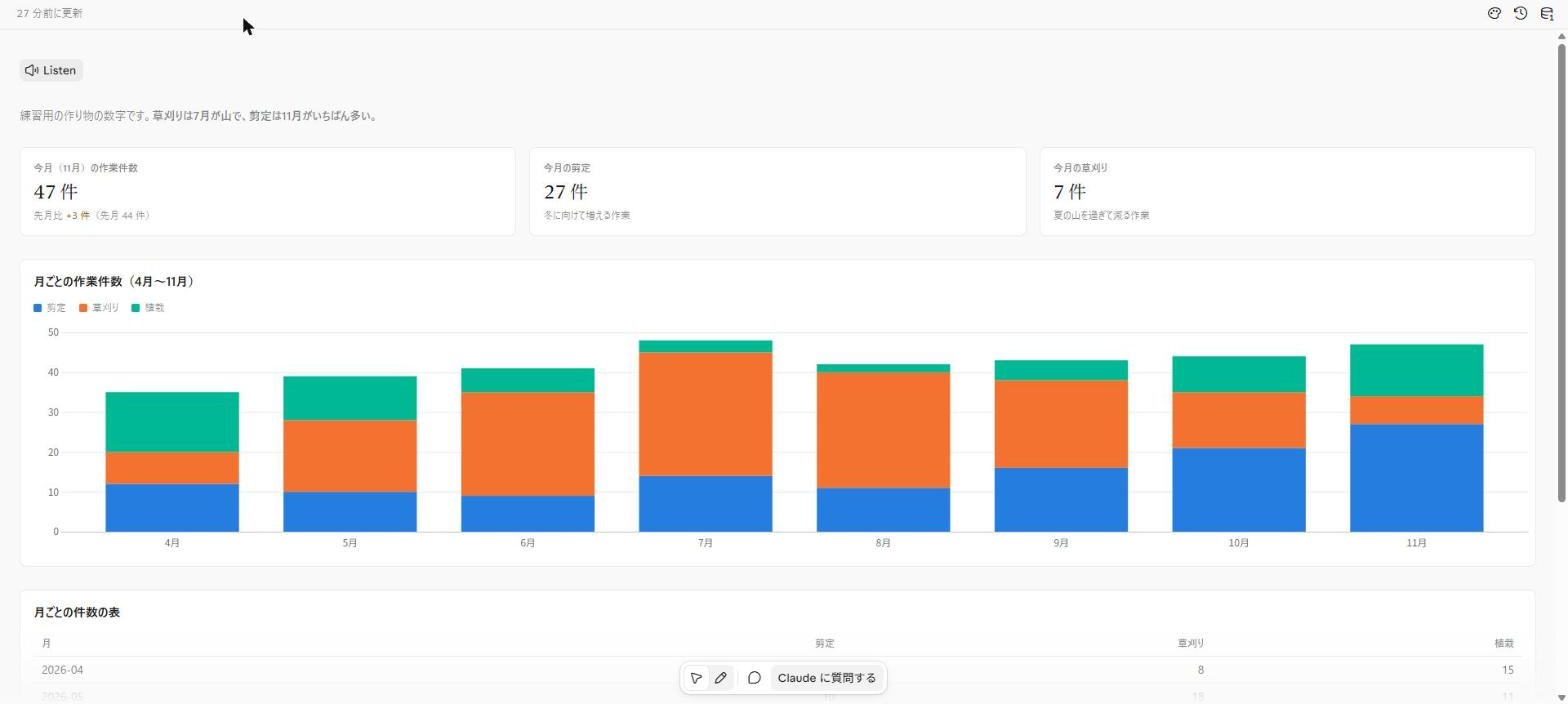 27 分前に更新
Listen
練習用の作り物の数字です。草刈りは7月が山で、剪定は11月がいちばん多い。
今月（11月）の作業件数
47 件
先月比 +3 件（先月 44 件）
今月の剪定
27 件
冬に向けて増える作業
今月の草刈り
7 件
夏の山を過ぎて減る作業
月ごとの作業件数（4月〜11月）
剪定 草刈り 植栽
50
40
30
20
10
0
4月 5月 6月 7月 8月 9月 10月 11月
月ごとの件数の表
月 剪定 草刈り 植栽
2026-04 8 15
2026-05 18 11
Claude に質問する